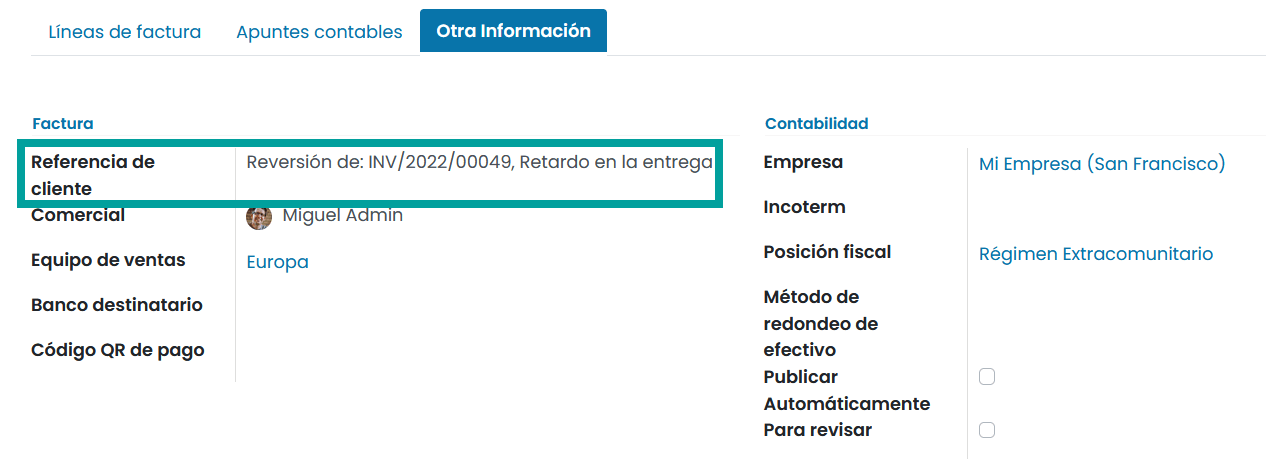 Líneas de factura
Apuntes contables
Otra Información
Factura
Referencia de
cliente
Reversión de: INV/2022/00049, Retardo en la entrega
Comercial
Miguel Admin
Equipo de ventas
Europa
Banco destinatario
Código QR de pago
Contabilidad
Empresa
Mi Empresa (San Francisco)
Incoterm
Posición fiscal
Régimen Extracomunitario
Método de
redondeo de
efectivo
Publicar
Automáticamente
Para revisar